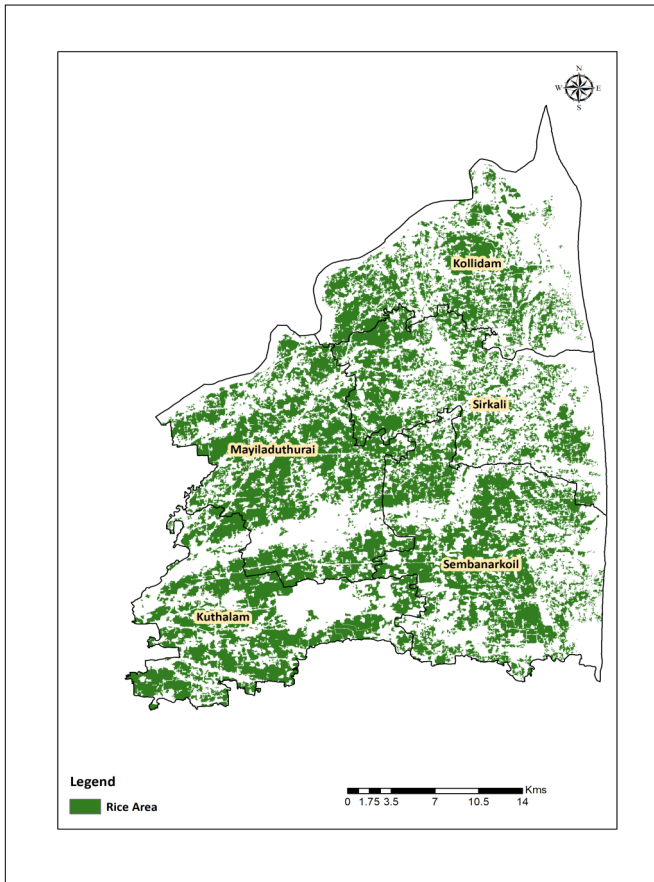 N
W E
S
Kollidam
Sirkali
Mayiladuthurai
Sembanarkoil
Kuthalam
Legend
Rice Area
Kms
0 1.75 3.5 7 10.5 14